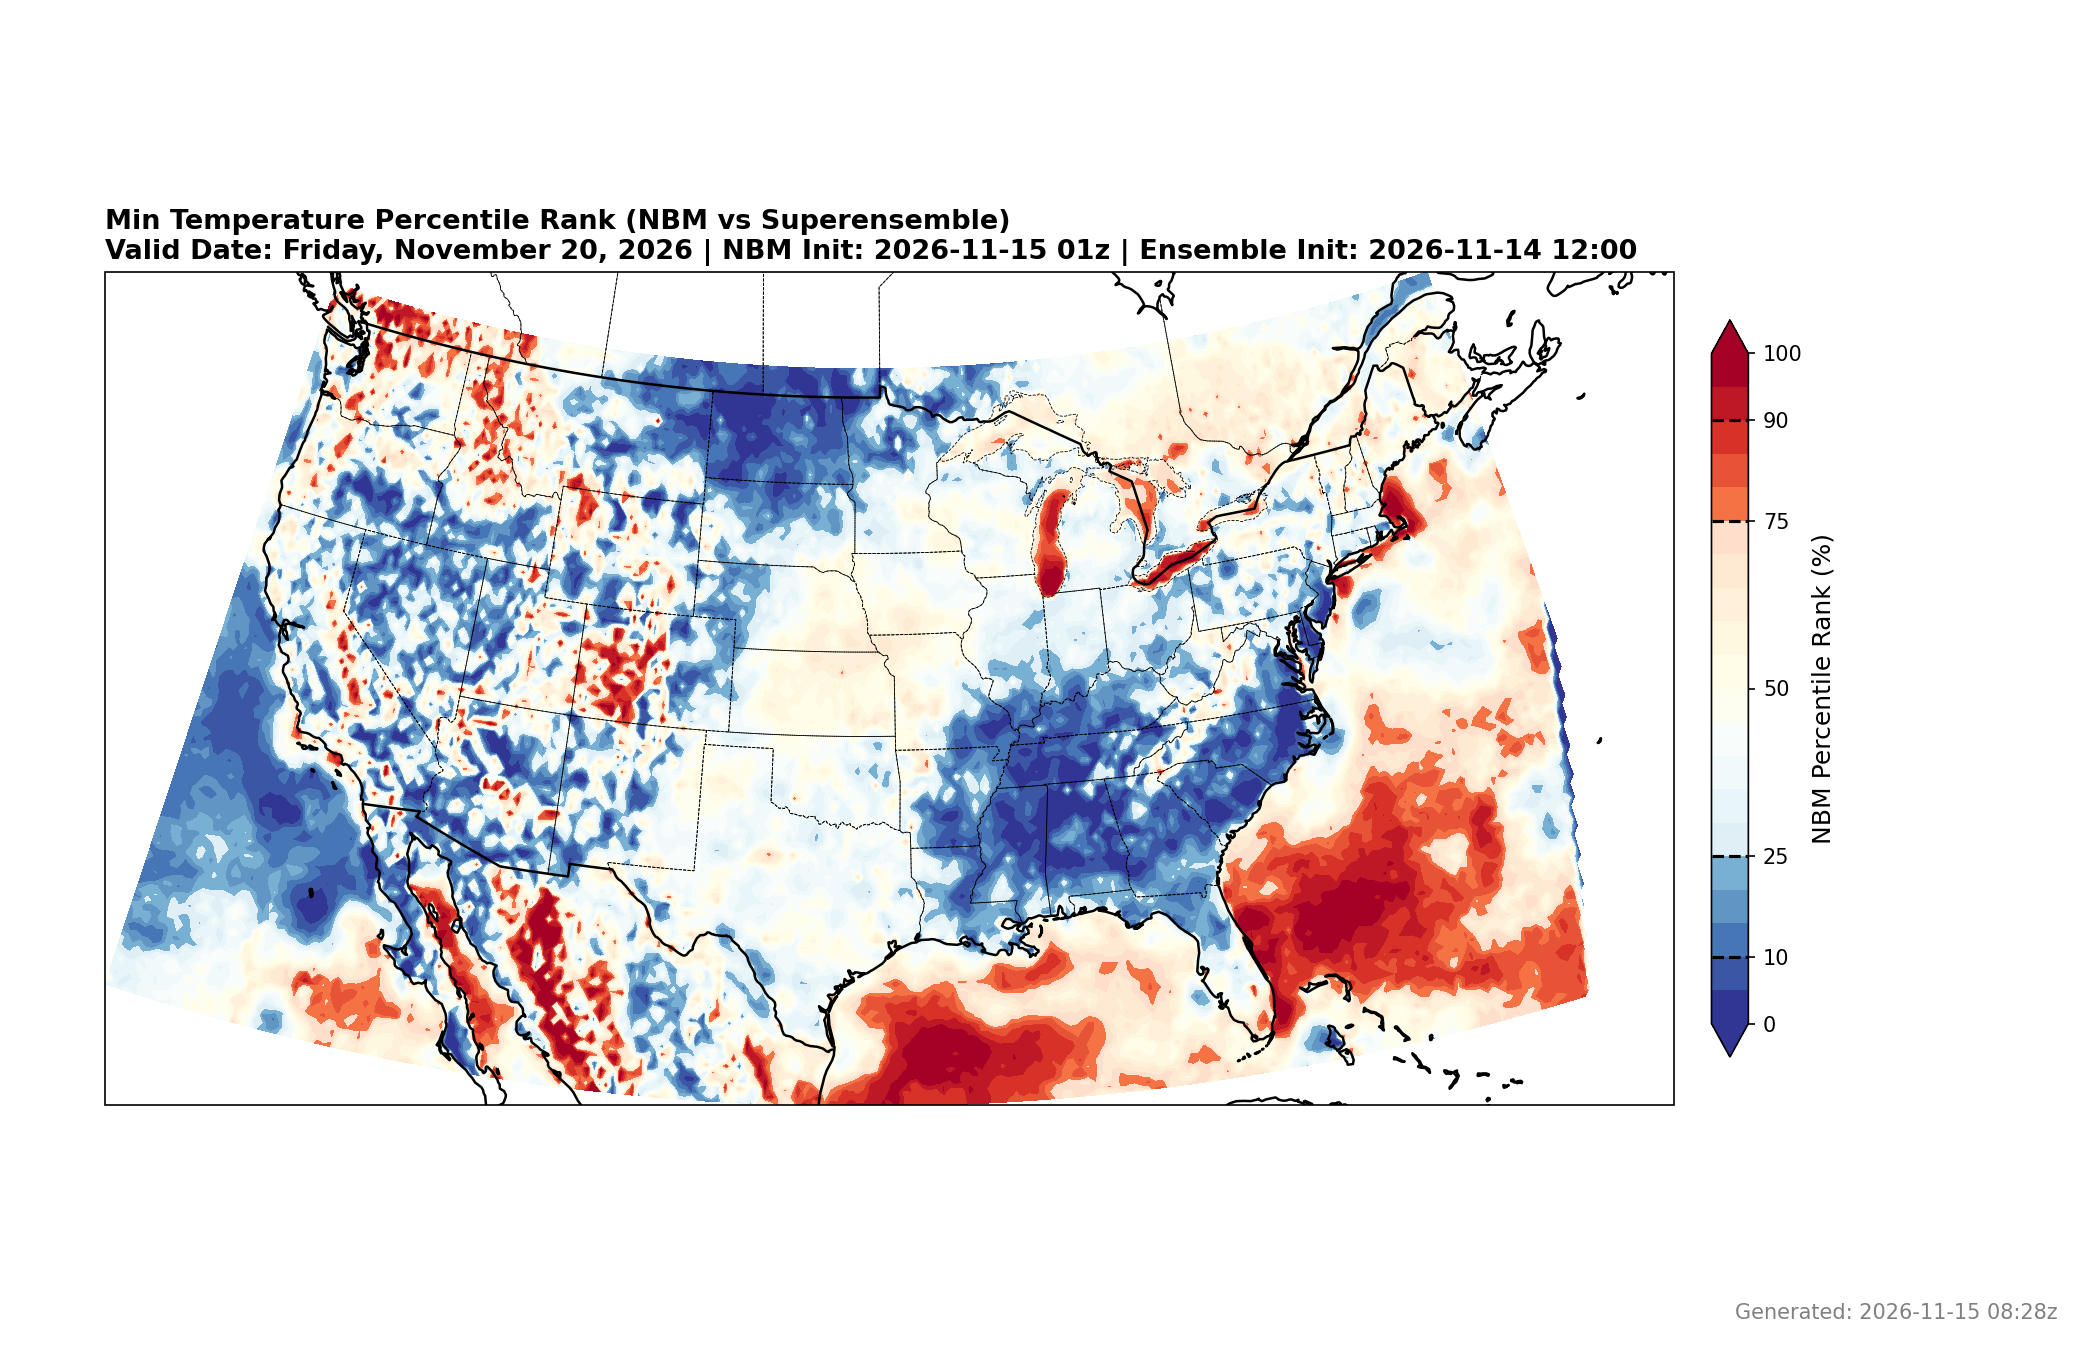 Min Temperature Percentile Rank (NBM vs Superensemble)
Valid Date: Friday, November 20, 2026 | NBM Init: 2026-11-15 01z | Ensemble Init: 2026-11-14 12:00
100
90
75
50
25
10
0
NBM Percentile Rank (%)
Generated: 2026-11-15 08:28z